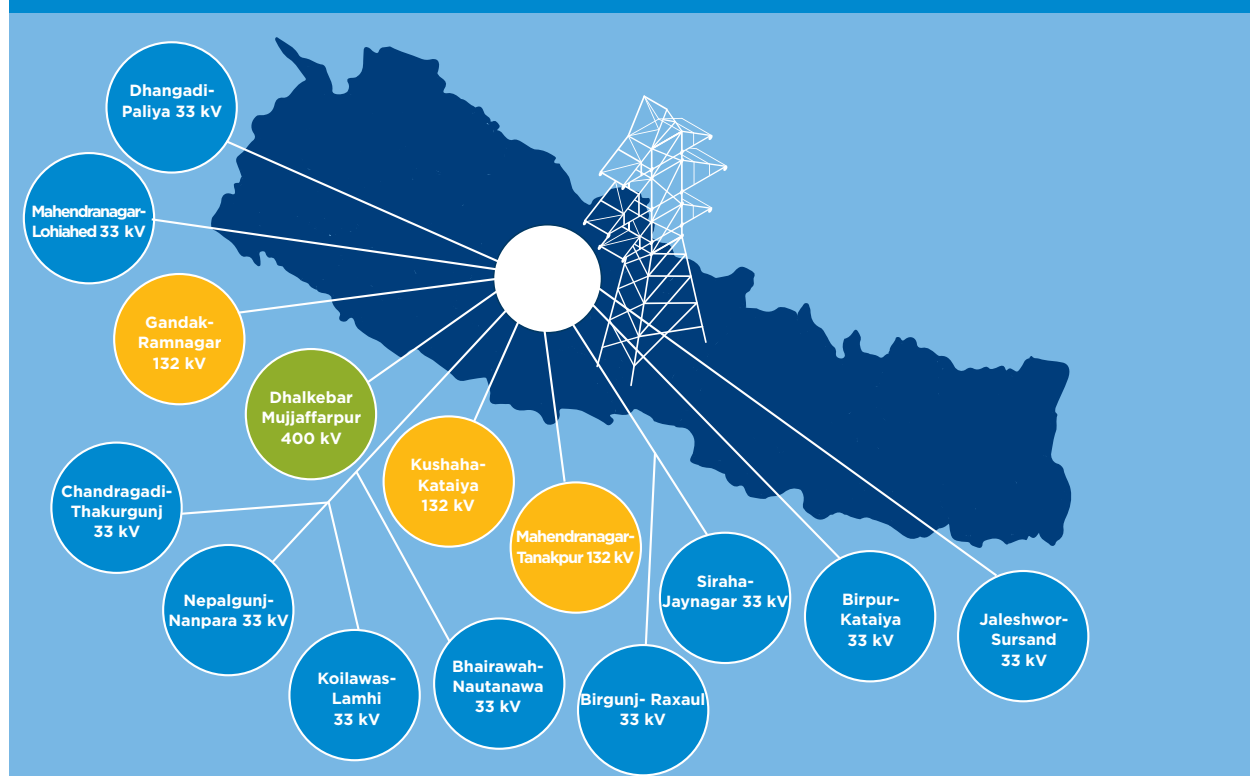 Dhangadi-
Paliya 33 kV
Mahendranagar-
Lohiahed 33 kV
Gandak-
Ramnagar
132 kV
Dhalkebar
Mujjaffarpur
400 kV
Kushaha-
Kataiya
132 kV
Mahendranagar-
Tanakpur 132 kV
Chandragadi-
Thakurgunj
33 kV
Nepalgunj-
Nanpara 33 kV
Koilawas-
Lamhi
33 kV
Bhairawah-
Nautanawa
33 kV
Birgunj- Raxaul
33 kV
Siraha-
Jaynagar 33 kV
Birpur-
Kataiya
33 kV
Jaleshwor-
Sursand
33 kV